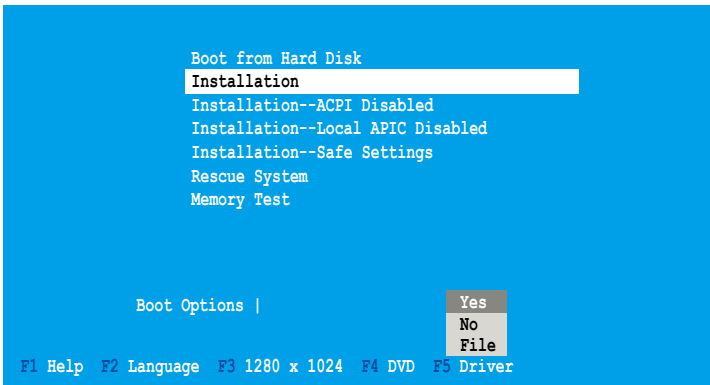 Boot from Hard Disk
Installation
Installation--ACPI Disabled
Installation--Local APIC Disabled
Installation--Safe Settings
Rescue System
Memory Test
Boot Options |
Yes
No
File
F1 Help F2 Language F3 1280 x 1024 F4 DVD F5 Driver